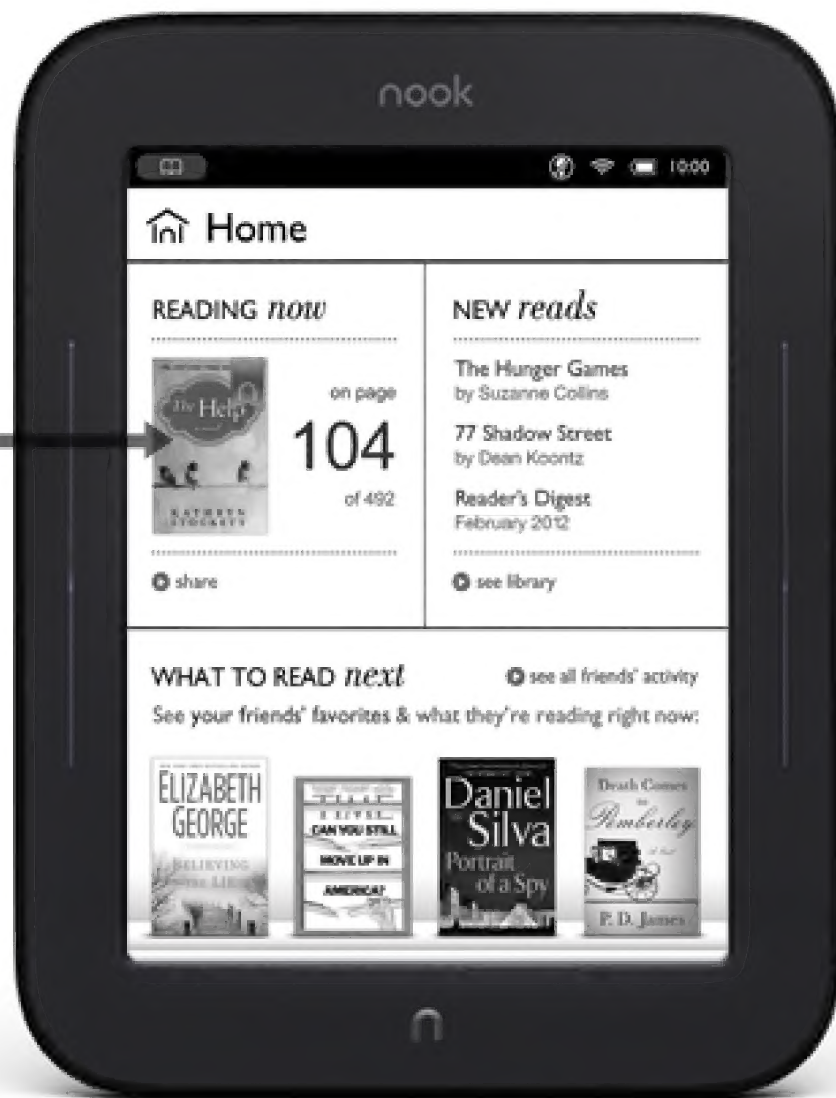 nook
10:00
Home
READING now
The Help
KATHRYN
STOCKETT
on page
104
of 492
share
NEW reads
The Hunger Games
by Suzanne Collins
77 Shadow Street
by Dean Koontz
Reader's Digest
February 2012
see library
WHAT TO READ next
see all friends' activity
See your friends' favorites & what they're reading right now:
ELIZABETH
GEORGE
BELIEVING
THE LIE
CAN YOU STILL
MOVE UP IN
AMERICA?
Daniel
Silva
Portrait
of a Spy
Death Comes
to
Pemberley
P. D. James